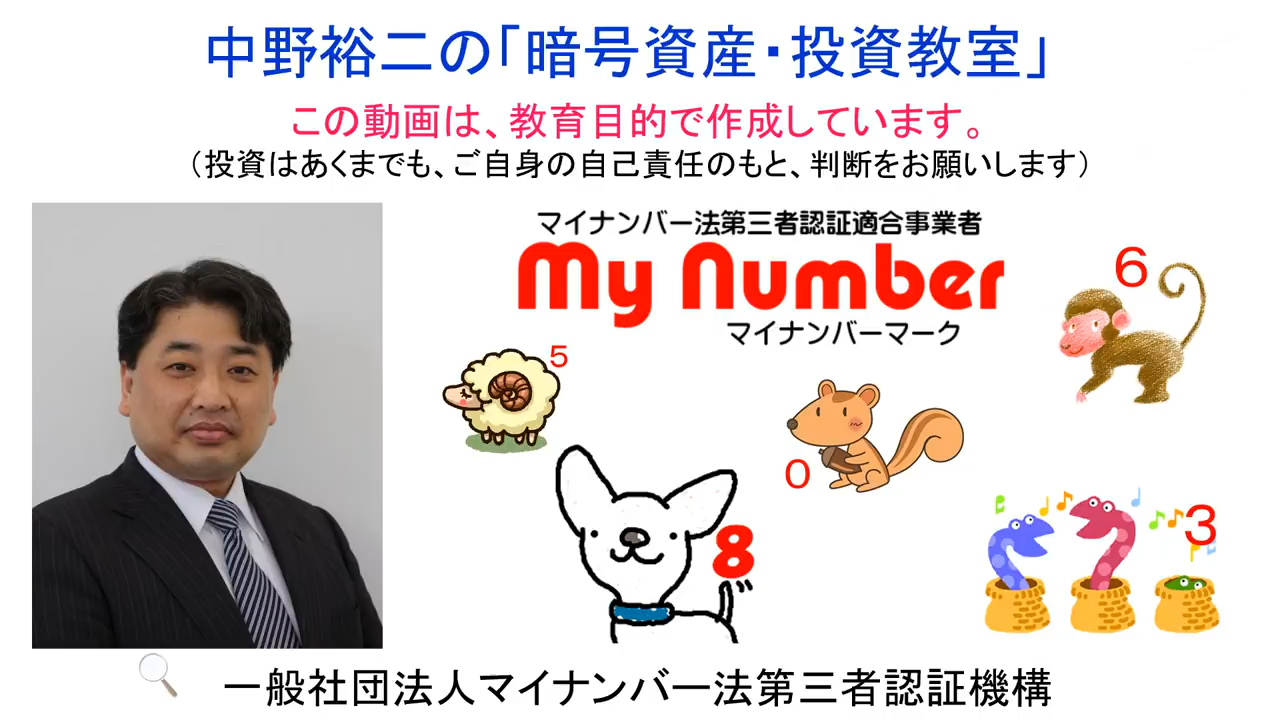 中野裕二の「暗号資産・投資教室」
この動画は、教育目的で作成しています。
（投資はあくまでも、ご自身の自己責任のもと、判断をお願いします）
マイナンバー法第三者認証適合事業者
My Number
マイナンバーマーク
6
5
0
8
3
一般社団法人マイナンバー法第三者認証機構